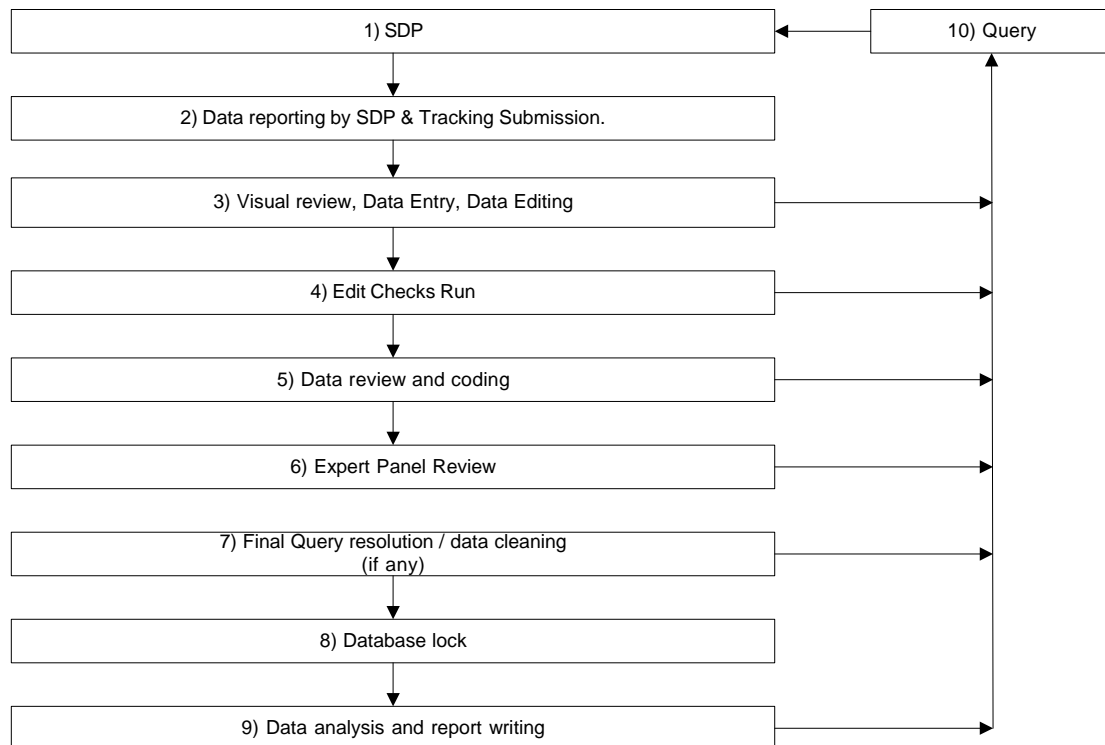 1) SDP
10) Query
2) Data reporting by SDP & Tracking Submission.
3) Visual review, Data Entry, Data Editing
4) Edit Checks Run
5) Data review and coding
6) Expert Panel Review
7) Final Query resolution / data cleaning
(if any)
8) Database lock
9) Data analysis and report writing